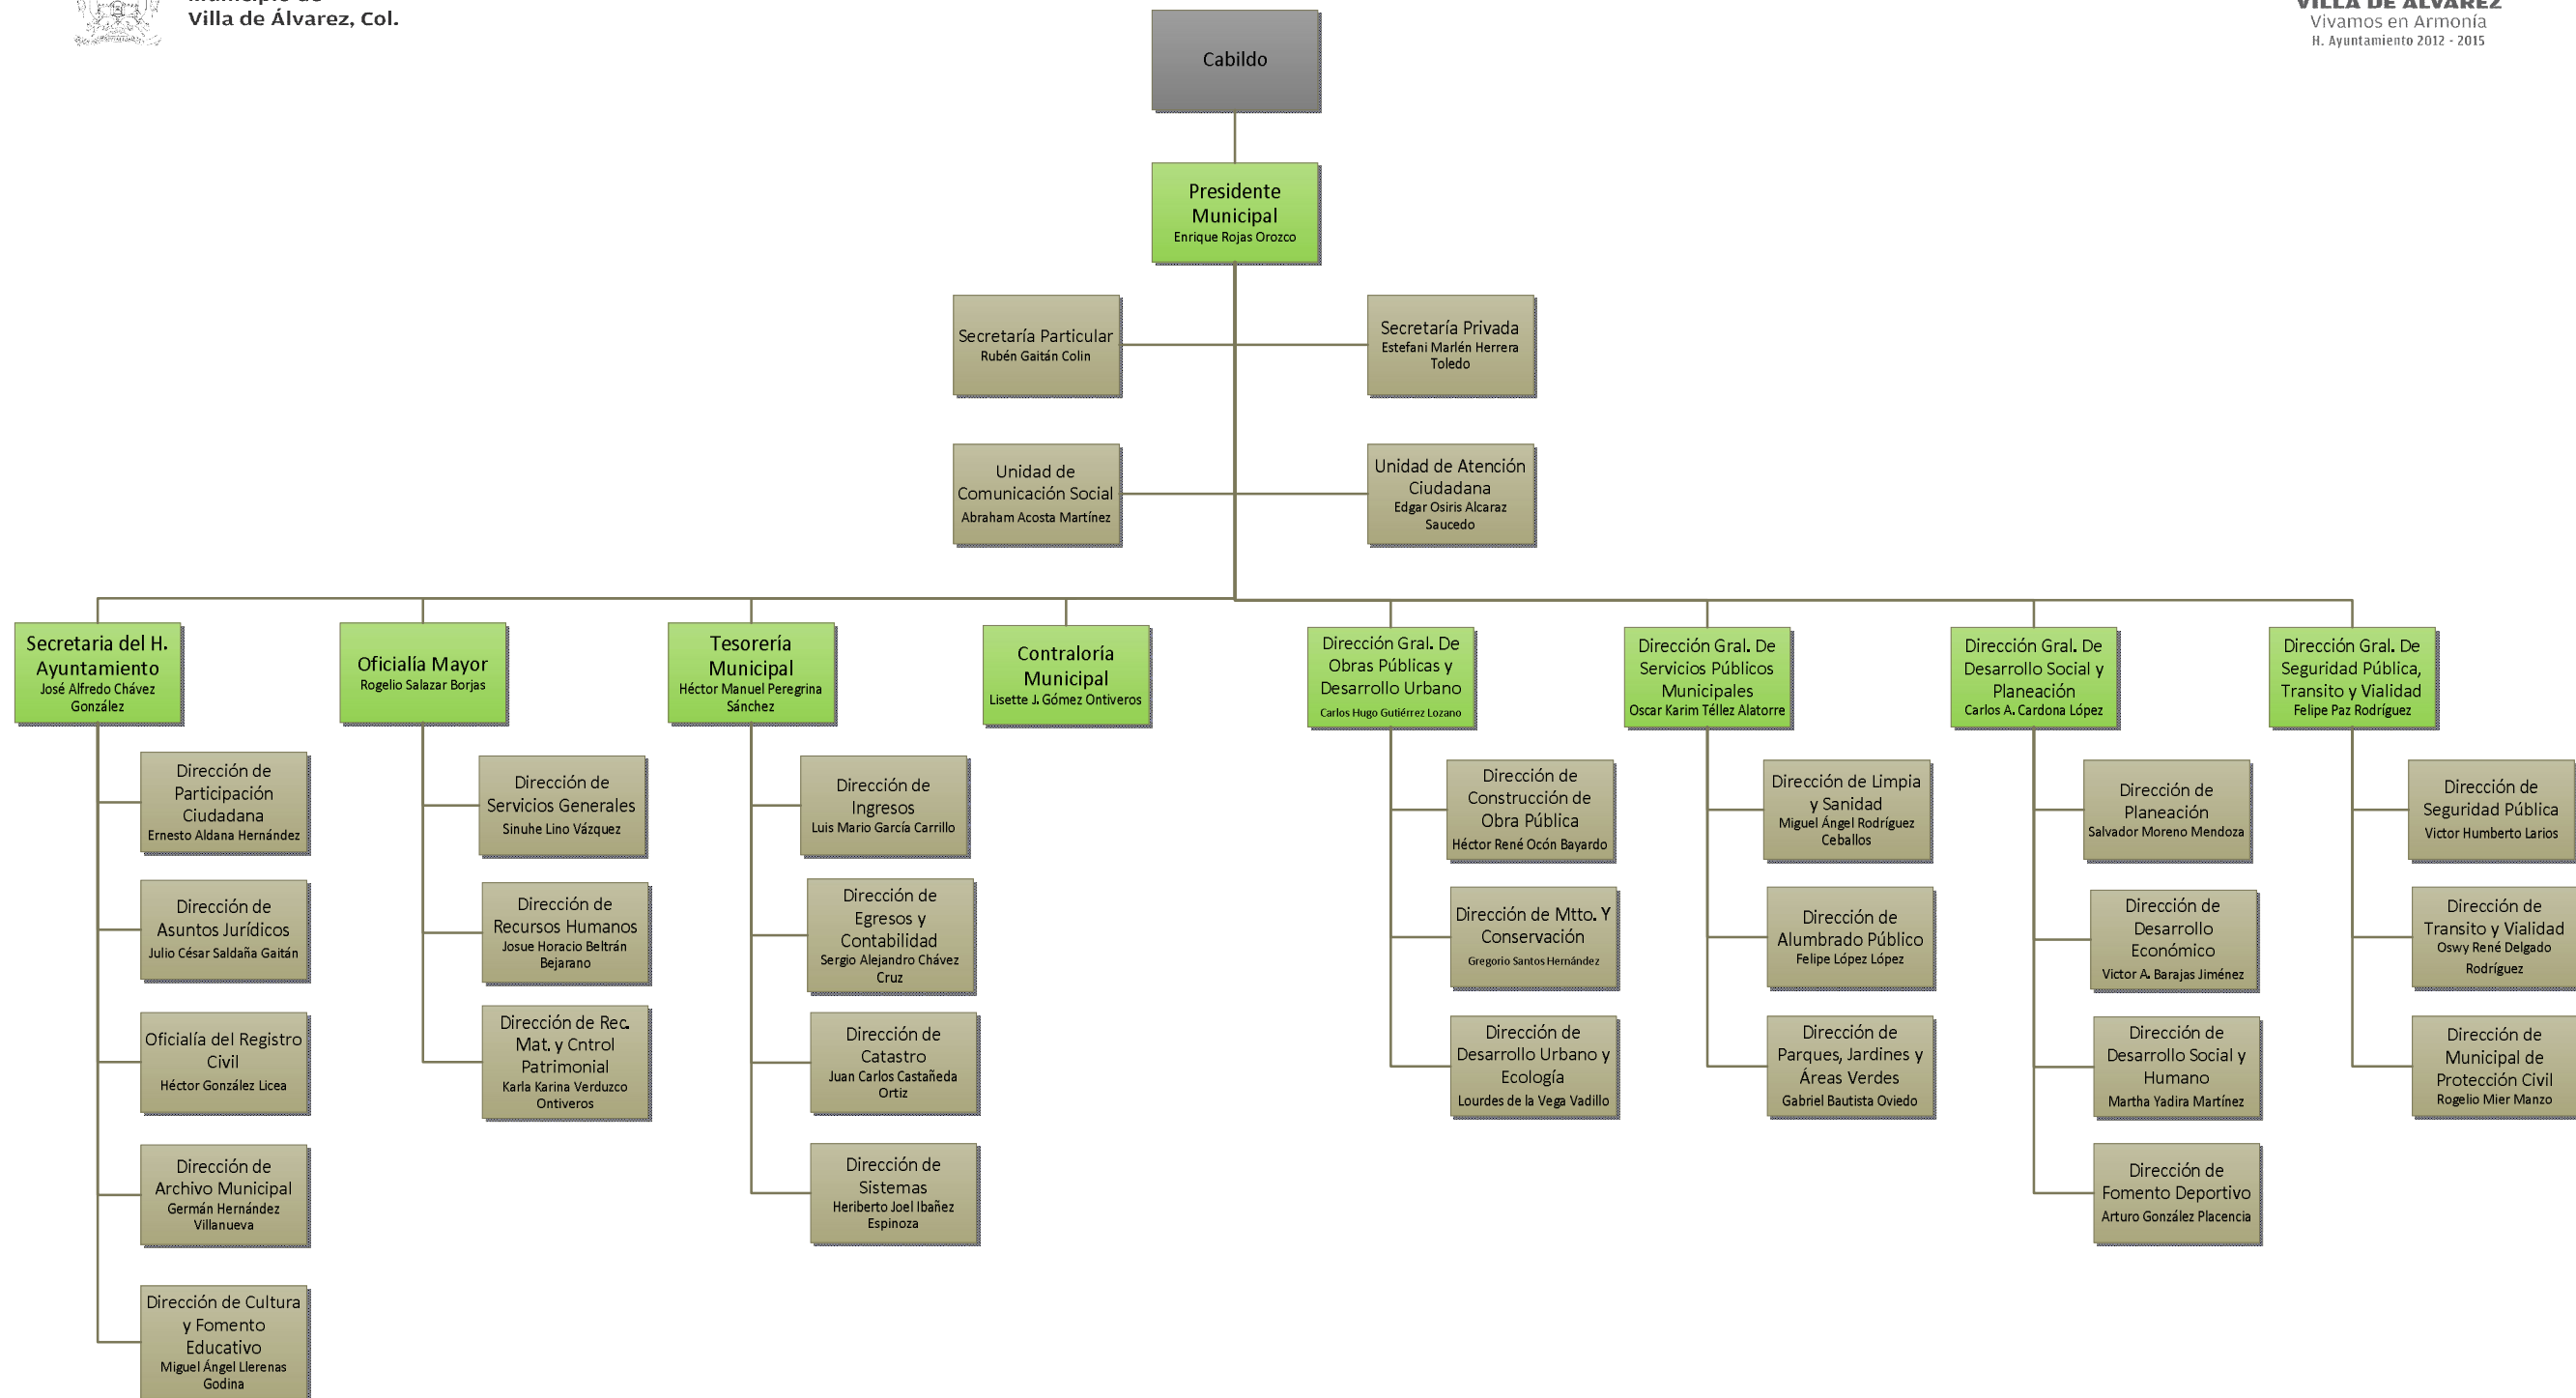 Municipio de
Villa de Álvarez, Col.
VILLA DE ÁLVAREZ
Vivamos en Armonía
H. Ayuntamiento 2012 - 2015
Cabildo
Presidente
Municipal
Enrique Rojas Orozco
Secretaría Particular
Rubén Gaitán Colin
Secretaría Privada
Estefani Marlén Herrera
Toledo
Unidad de
Comunicación Social
Abraham Acosta Martínez
Unidad de Atención
Ciudadana
Edgar Osiris Alcaraz
Saucedo
Secretaria del H.
Ayuntamiento
José Alfredo Chávez
González
Dirección de
Participación
Ciudadana
Ernesto Aldana Hernández
Dirección de
Asuntos Jurídicos
Julio César Saldaña Gaitán
Oficialía del Registro
Civil
Héctor González Licea
Dirección de
Archivo Municipal
Germán Hernández
Villanueva
Dirección de Cultura
y Fomento
Educativo
Miguel Ángel Llerenas
Godina
Oficialía Mayor
Rogelio Salazar Borjas
Dirección de
Servicios Generales
Sinuhe Lino Vázquez
Dirección de
Recursos Humanos
Josue Horacio Beltrán
Bejarano
Dirección de Rec.
Mat. y Cntrol
Patrimonial
Karla Karina Verduzco
Ontiveros
Tesorería
Municipal
Héctor Manuel Peregrina
Sánchez
Dirección de
Ingresos
Luis Mario García Carrillo
Dirección de
Egresos y
Contabilidad
Sergio Alejandro Chávez
Cruz
Dirección de
Catastro
Juan Carlos Castañeda
Ortiz
Dirección de
Sistemas
Heriberto Joel Ibañez
Espinoza
Contraloría
Municipal
Lisette J. Gómez Ontiveros
Dirección Gral. De
Obras Públicas y
Desarrollo Urbano
Carlos Hugo Gutiérrez Lozano
Dirección de
Construcción de
Obra Pública
Héctor René Ocón Bayardo
Dirección de Mtto. Y
Conservación
Gregorio Santos Hernández
Dirección de
Desarrollo Urbano y
Ecología
Lourdes de la Vega Vadillo
Dirección Gral. De
Servicios Públicos
Municipales
Oscar Karim Téllez Alatorre
Dirección de Limpia
y Sanidad
Miguel Ángel Rodríguez
Ceballos
Dirección de
Alumbrado Público
Felipe López López
Dirección de
Parques, Jardines y
Áreas Verdes
Gabriel Bautista Oviedo
Dirección Gral. De
Desarrollo Social y
Planeación
Carlos A. Cardona López
Dirección de
Planeación
Salvador Moreno Mendoza
Dirección de
Desarrollo
Económico
Victor A. Barajas Jiménez
Dirección de
Desarrollo Social y
Humano
Martha Yadira Martínez
Dirección de
Fomento Deportivo
Arturo González Placencia
Dirección Gral. De
Seguridad Pública,
Transito y Vialidad
Felipe Paz Rodríguez
Dirección de
Seguridad Pública
Victor Humberto Larios
Dirección de
Transito y Vialidad
Oswy René Delgado
Rodríguez
Dirección de
Municipal de
Protección Civil
Rogelio Mier Manzo